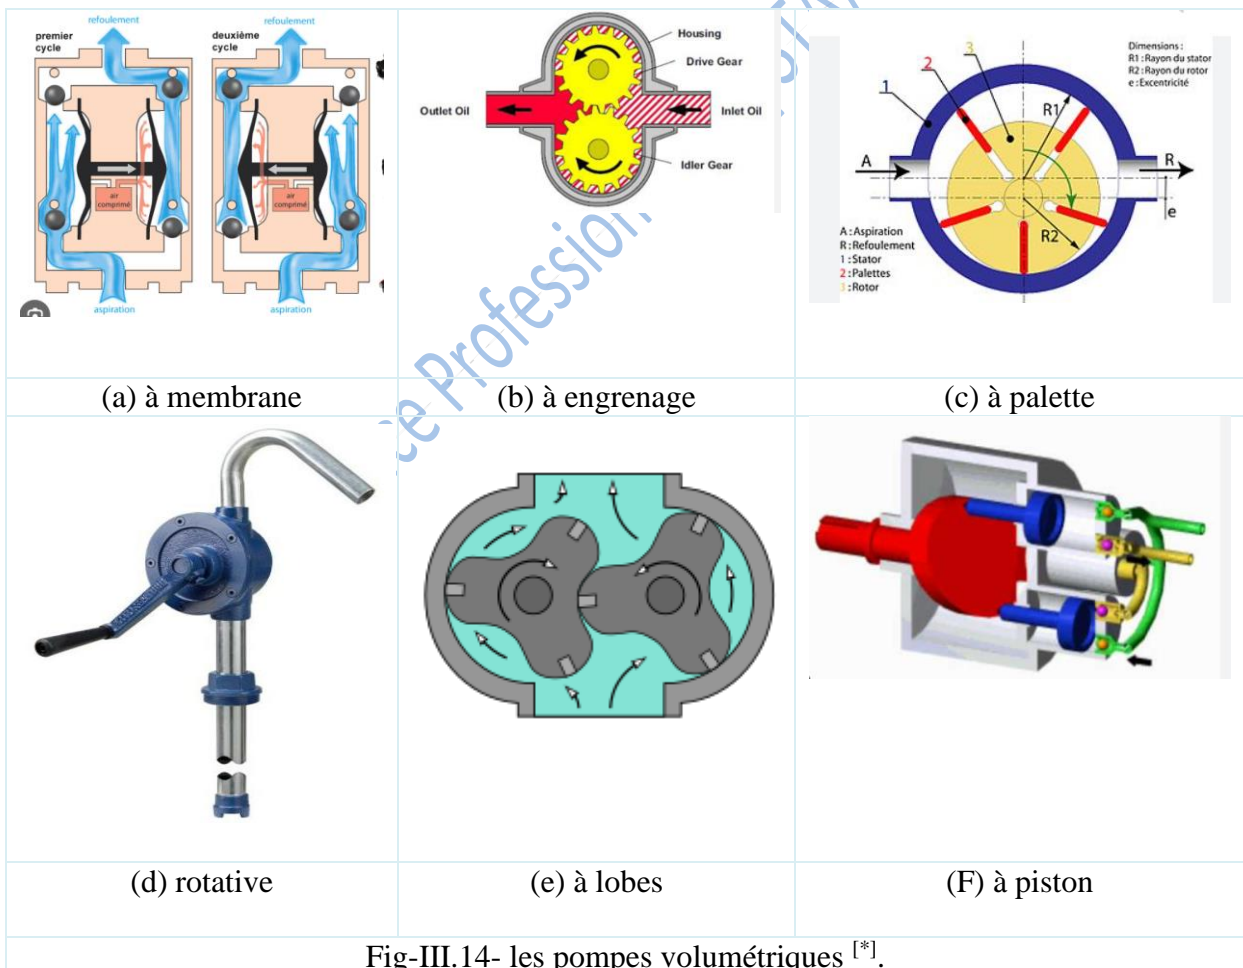 refoulement
refoulement
premier
cycle
deuxième
cycle
air
comprimé
air
comprimé
aspiration
aspiration
Housing
Drive Gear
Outlet Oil
Inlet Oil
Idler Gear
Dimensions :
R1 : Rayon du stator
R2 : Rayon du rotor
e : Excentricité
3
2
1
R1
A
R
e
R2
A : Aspiration
R : Refoulement
1 : Stator
2 : Palettes
3 : Rotor
ce Profession
(a) à membrane
(b) à engrenage
(c) à palette
(d) rotative
(e) à lobes
(F) à piston
Fig-III.14- les pompes volumétriques [*].